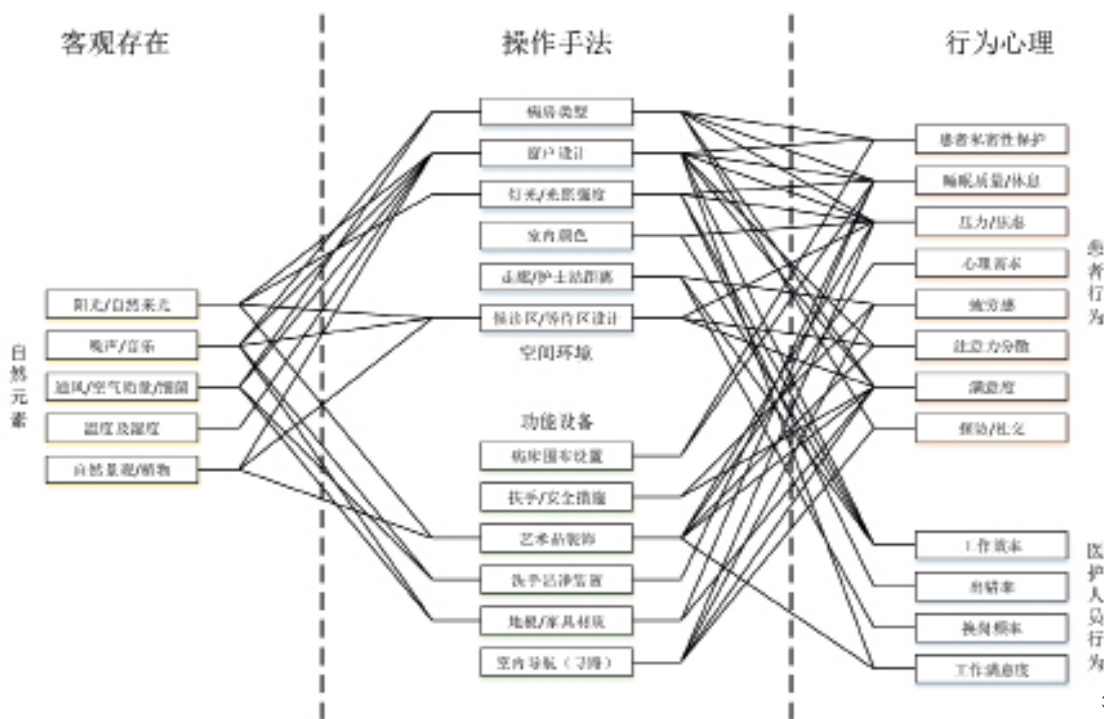 客观存在
操作手法
行为心理
病房类型
窗户设计
灯光/光照强度
室内颜色
走廊/护士站距离
候诊区/等待区设计
空间环境
功能设备
病床围布设置
扶手/安全措施
艺术品装饰
洗手洁净装置
地板/家具材质
室内导航（寻路）
自然元素
阳光/自然采光
噪声/音乐
通风/空气质量/细菌
温度及湿度
自然景观/植物
患者私密性保护
睡眠质量/休息
压力/焦虑
心理需求
疲劳感
注意力分散
满意度
探访/社交
患者行为
工作效率
出错率
换岗频率
工作满意度
医护人员行为